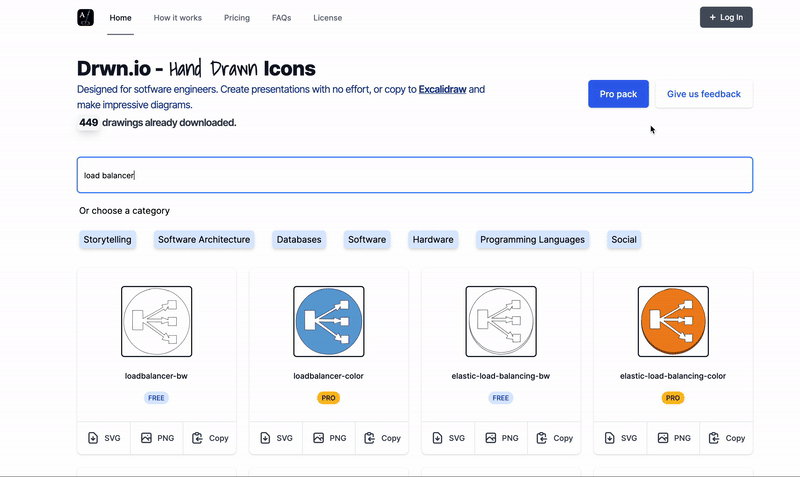 Home How it works Pricing FAQs License + Log In
Drwn.io - Hand Drawn Icons
Designed for sotfware engineers. Create presentations with no effort, or copy to Excalidraw and
make impressive diagrams.
449 drawings already downloaded.
Pro pack Give us feedback
load balancer
Or choose a category
Storytelling Software Architecture Databases Software Hardware Programming Languages Social
loadbalancer-bw loadbalancer-color elastic-load-balancing-bw elastic-load-balancing-color
FREE PRO FREE PRO
SVG PNG Copy SVG PNG Copy SVG PNG Copy SVG PNG Copy